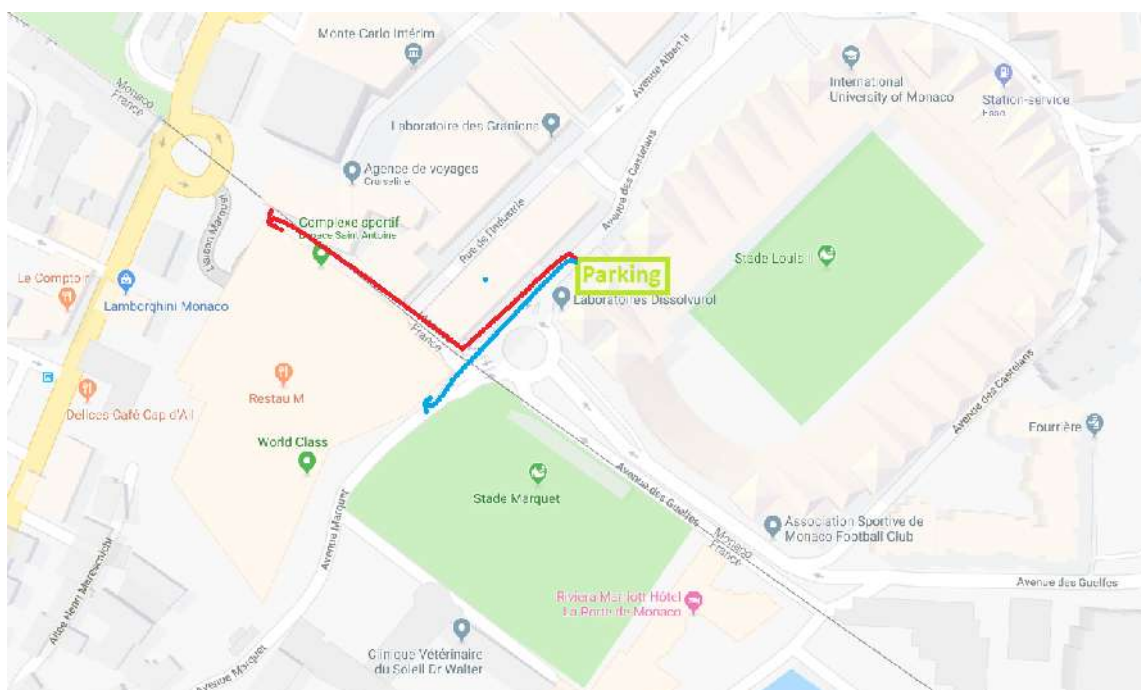 Monte Carlo Intérim
Monaco
France
Avenue Albert II
International
University of Monaco
Station-service
Esso
Laboratoire des Granions
Agence de voyages
Cruiseline
Avenue des Castelans
Complexe sportif
Espace Saint Antoine
Rue de l'Industrie
Le Comptoir
Lamborghini Monaco
Parking
Stade Louis II
Laboratoires Dissolvurol
France
Restau M
Delices Café Cap d'Ail
World Class
Avenue des Castelans
Fourrière
Stade Marquet
Avenue des Guelfes
Association Sportive de
Monaco Football Club
Monaco
France
Avenue Marquet
Avenue des Guelfes
Riviera Marriott Hôtel
La Porte de Monaco
Clinique Vétérinaire
du Soleil Dr Walter
Avenue Marquet